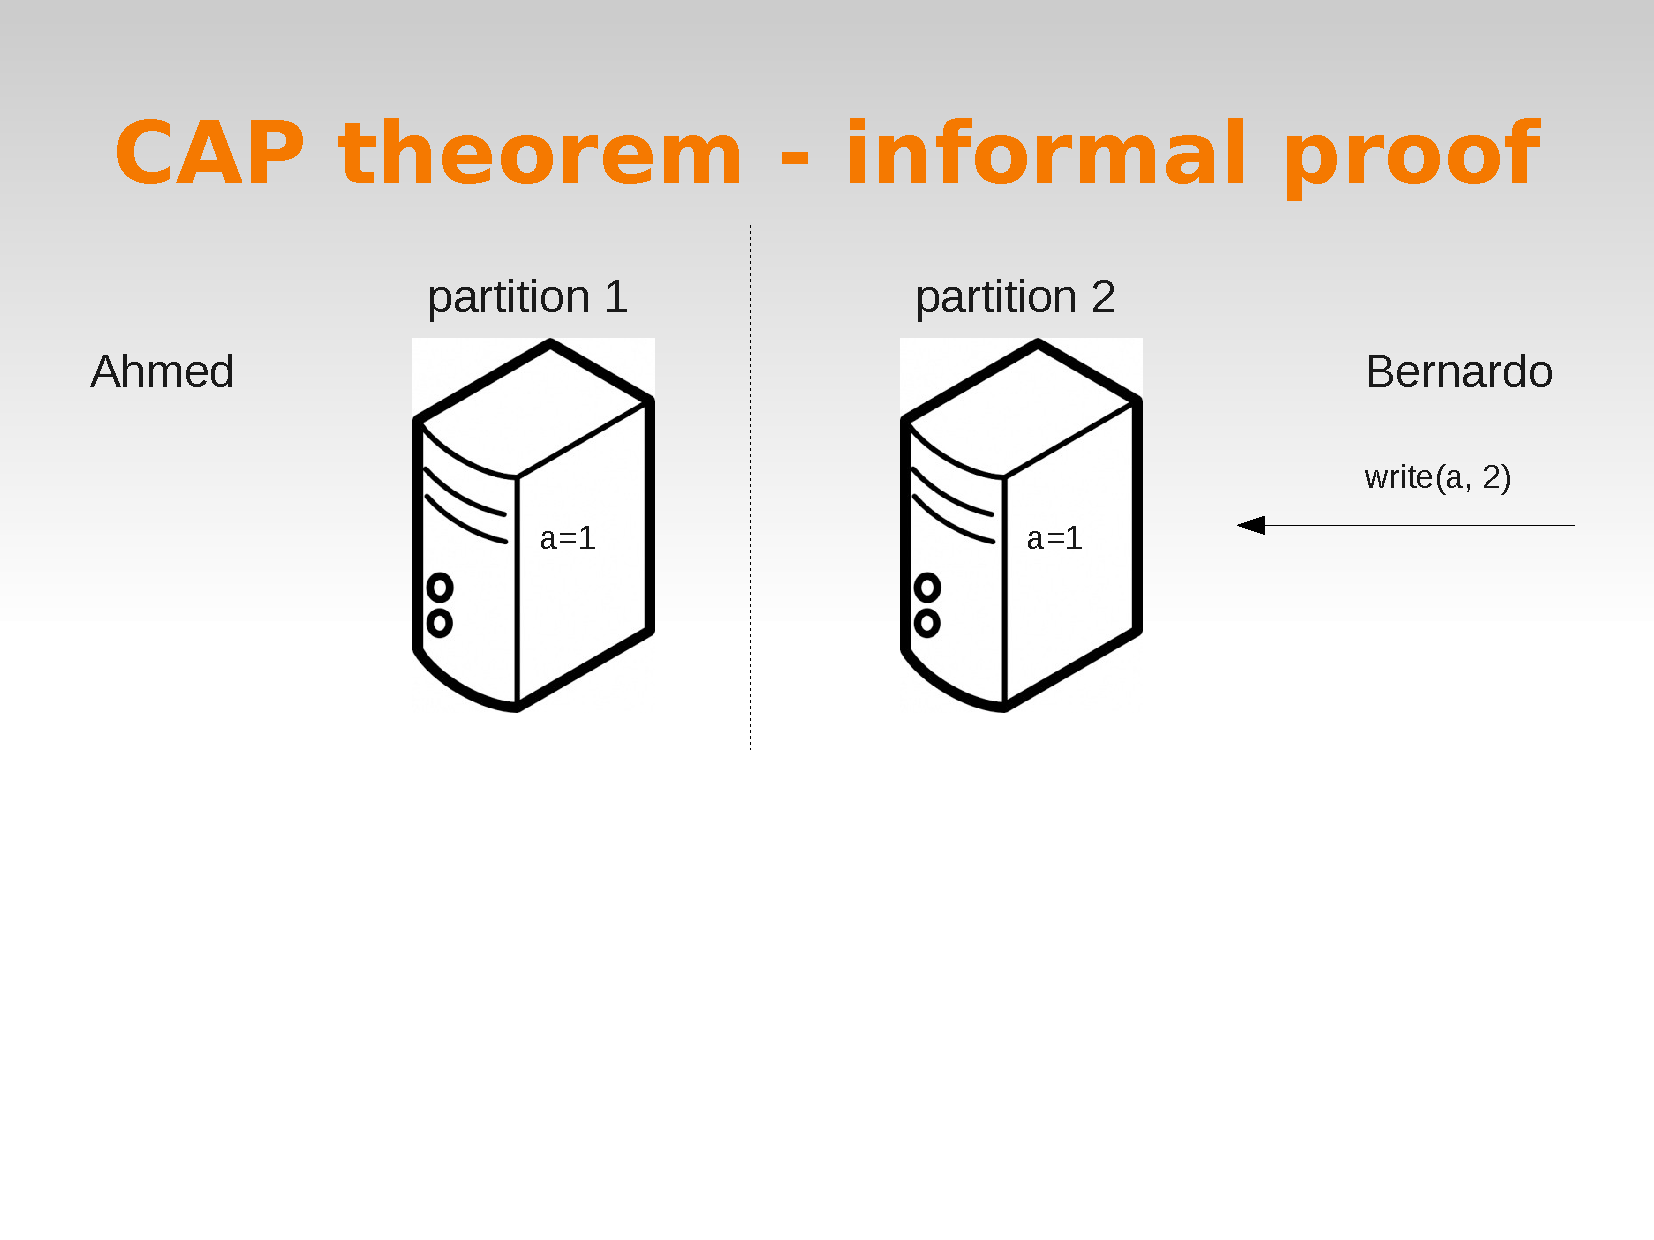 CAP theorem - informal proof
partition 1
partition 2
Ahmed
Bernardo
write(a, 2)
a=1
a=1